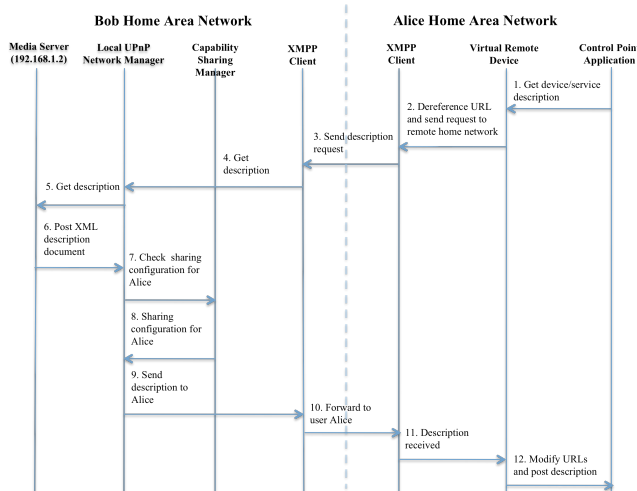 Bob Home Area Network
Alice Home Area Network
Media Server
(192.168.1.2)
Local UPnP
Network Manager
Capability
Sharing
Manager
XMPP
Client
XMPP
Client
Virtual Remote
Device
Control Poin
Application
1. Get device/service
description
2. Dereference URL
and send request to
remote home network
3. Send description
request
4. Get
description
5. Get description
6. Post XML
description
document
7. Check sharing
configuration for
Alice
8. Sharing
configuration for
Alice
9. Send
description to
Alice
10. Forward to
user Alice
11. Description
received
12. Modify URLs
and post description